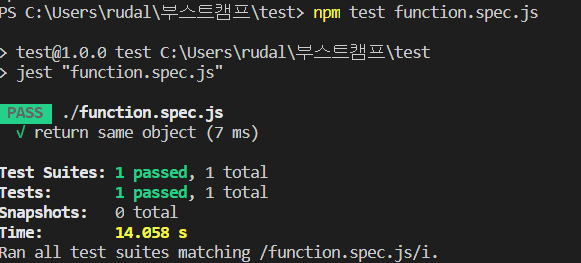 PS C:\Users\rudal\부스트캠프\test> npm test function.spec.js
> test@1.0.0 test C:\Users\rudal\부스트캠프\test
> jest "function.spec.js"
PASS ./function.spec.js
√ return same object (7 ms)
Test Suites: 1 passed, 1 total
Tests: 1 passed, 1 total
Snapshots: 0 total
Time: 14.058 s
Ran all test suites matching /function.spec.js/i.